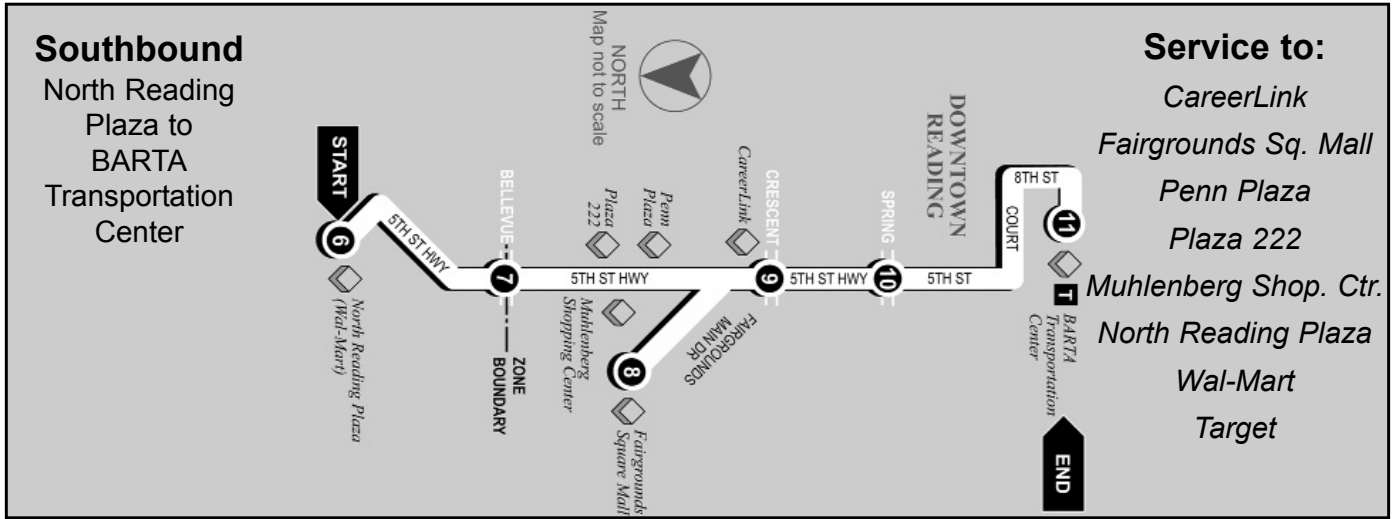 Southbound
North Reading
Plaza to
BARTA
Transportation
Center
START
6
5TH ST HWY
North Reading Plaza
(Wal-Mart)
BELLEVUE
7
ZONE
BOUNDARY
NORTH
Map not to scale
Plaza
222
Penn
Plaza
5TH ST HWY
Muhlenberg
Shopping Center
8
Fairgrounds
Square Mall
FAIRGROUNDS
MAIN DR
CareerLink
CRESCENT
9
5TH ST HWY
SPRING
10
DOWNTOWN
READING
5TH ST
COURT
8TH ST
11
T
BARTA
Transportation
Center
END
Service to:
CareerLink
Fairgrounds Sq. Mall
Penn Plaza
Plaza 222
Muhlenberg Shop. Ctr.
North Reading Plaza
Wal-Mart
Target